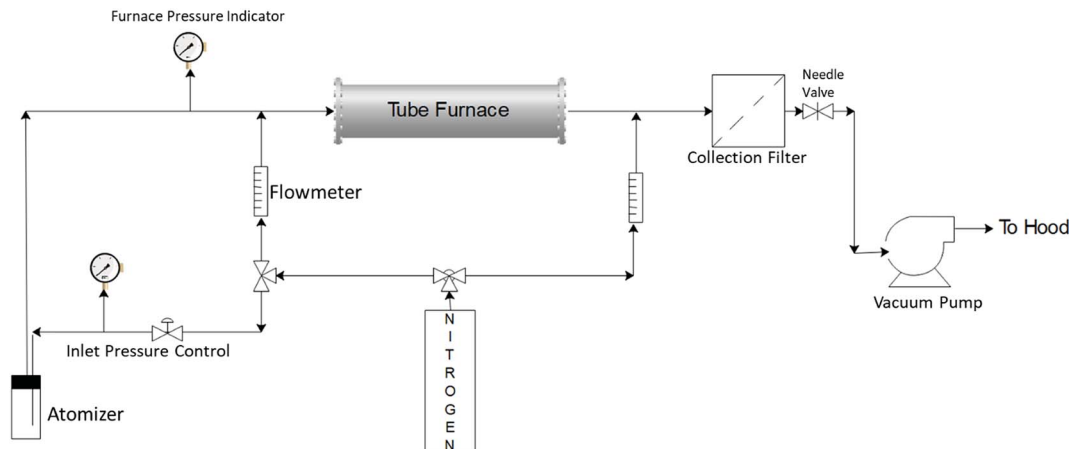 Furnace Pressure Indicator
Tube Furnace
Needle
Valve
Collection Filter
Flowmeter
To Hood
Vacuum Pump
Inlet Pressure Control
Atomizer
N
I
T
R
O
G
E
N